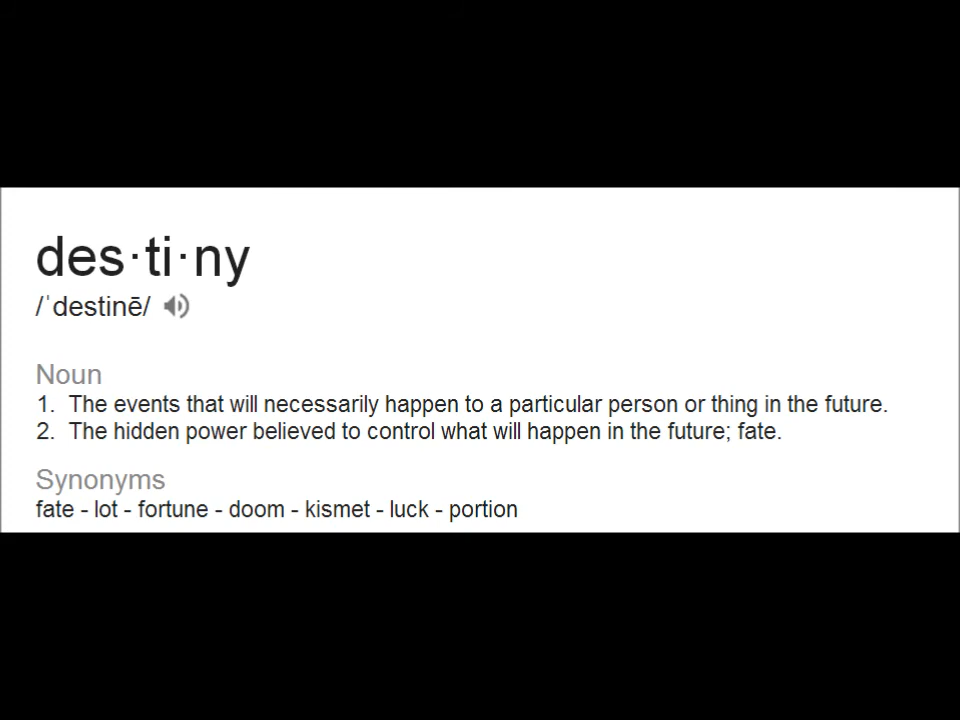 des·ti·ny
/ˈdestinē/
Noun
1. The events that will necessarily happen to a particular person or thing in the future.
2. The hidden power believed to control what will happen in the future; fate.
Synonyms
fate - lot - fortune - doom - kismet - luck - portion